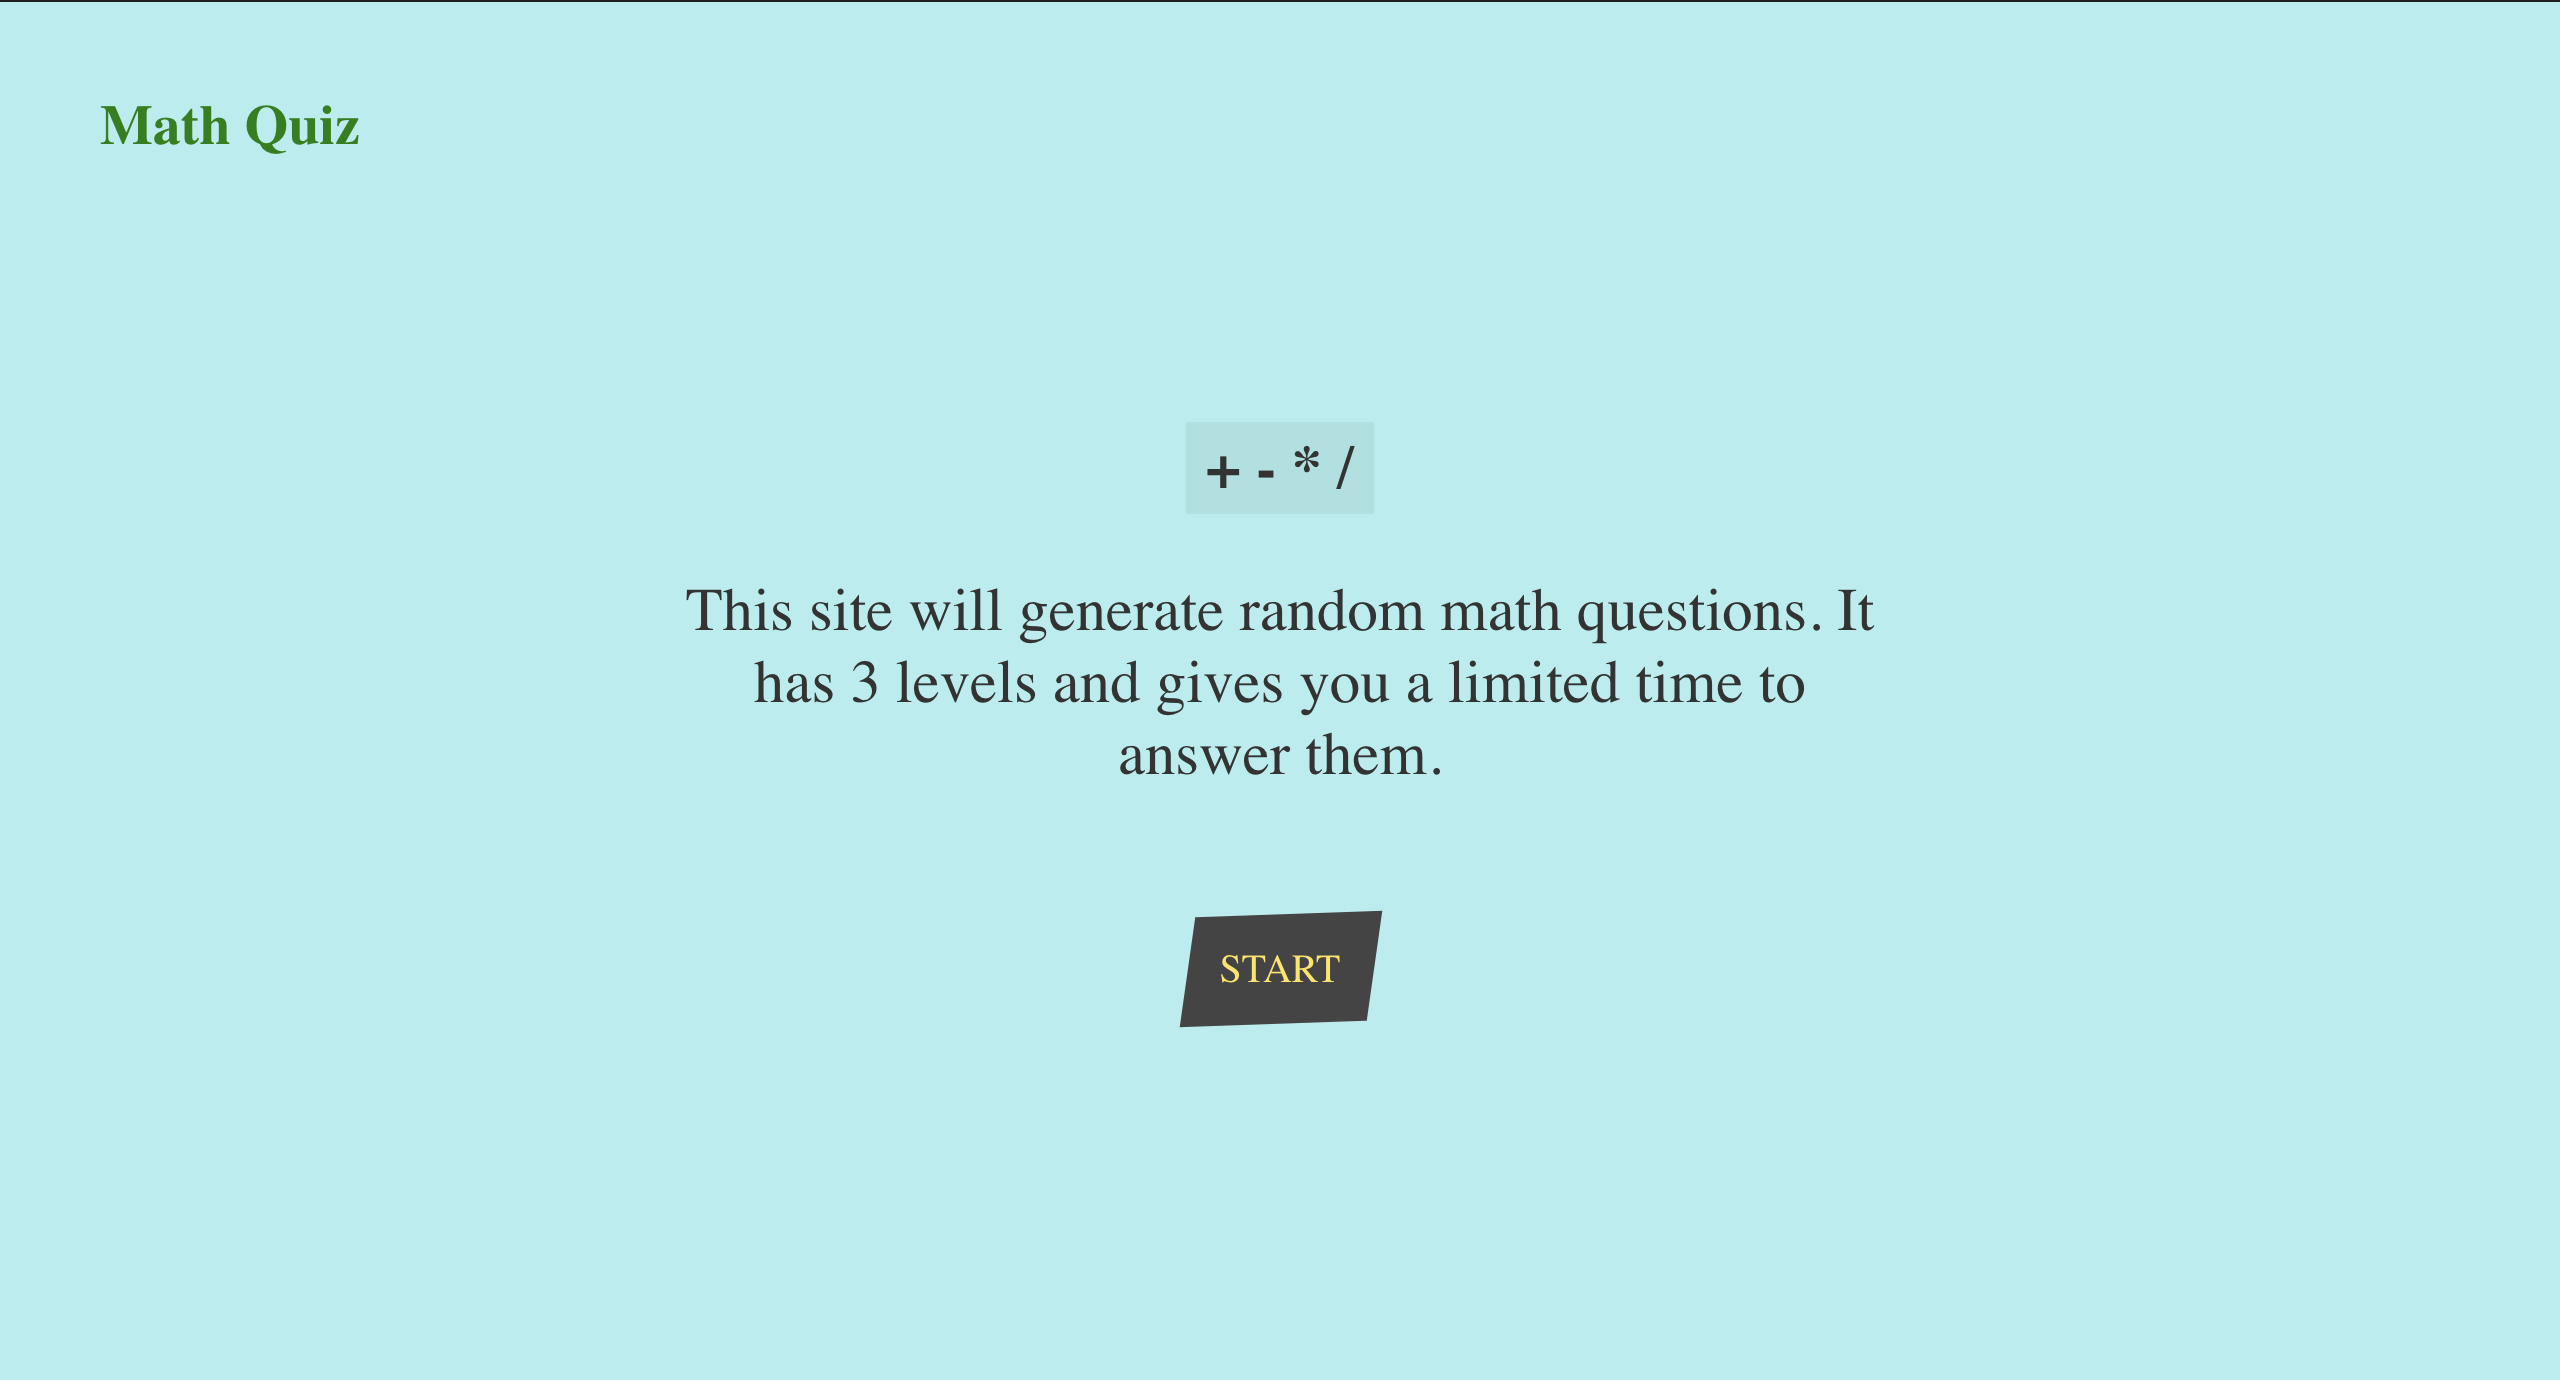 Math Quiz
+ - * /
This site will generate random math questions. It
has 3 levels and gives you a limited time to
answer them.
START